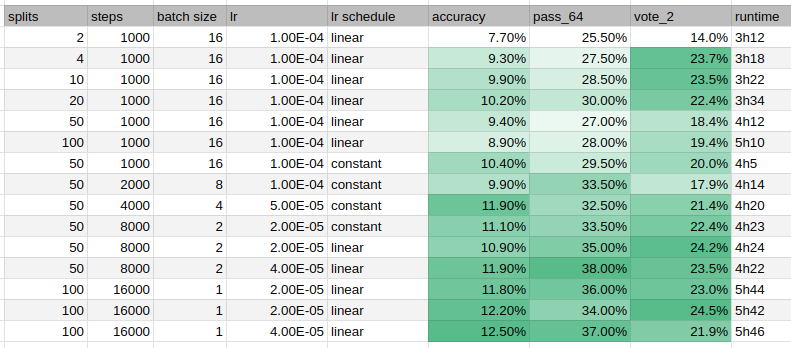 splits steps batch size lr lr schedule accuracy pass_64 vote_2 runtime
2 1000 16 1.00E-04 linear 7.70% 25.50% 14.0% 3h12
4 1000 16 1.00E-04 linear 9.30% 27.50% 23.7% 3h18
10 1000 16 1.00E-04 linear 9.90% 28.50% 23.5% 3h22
20 1000 16 1.00E-04 linear 10.20% 30.00% 22.4% 3h34
50 1000 16 1.00E-04 linear 9.40% 27.00% 18.4% 4h12
100 1000 16 1.00E-04 linear 8.90% 28.00% 19.4% 5h10
50 1000 16 1.00E-04 constant 10.40% 29.50% 20.0% 4h5
50 2000 8 1.00E-04 constant 9.90% 33.50% 17.9% 4h14
50 4000 4 5.00E-05 constant 11.90% 32.50% 21.4% 4h20
50 8000 2 2.00E-05 constant 11.10% 33.50% 22.4% 4h23
50 8000 2 2.00E-05 linear 10.90% 35.00% 24.2% 4h24
50 8000 2 4.00E-05 linear 11.90% 38.00% 23.5% 4h22
100 16000 1 2.00E-05 linear 11.80% 36.00% 23.0% 5h44
100 16000 1 2.00E-05 linear 12.20% 34.00% 24.5% 5h42
100 16000 1 4.00E-05 linear 12.50% 37.00% 21.9% 5h46